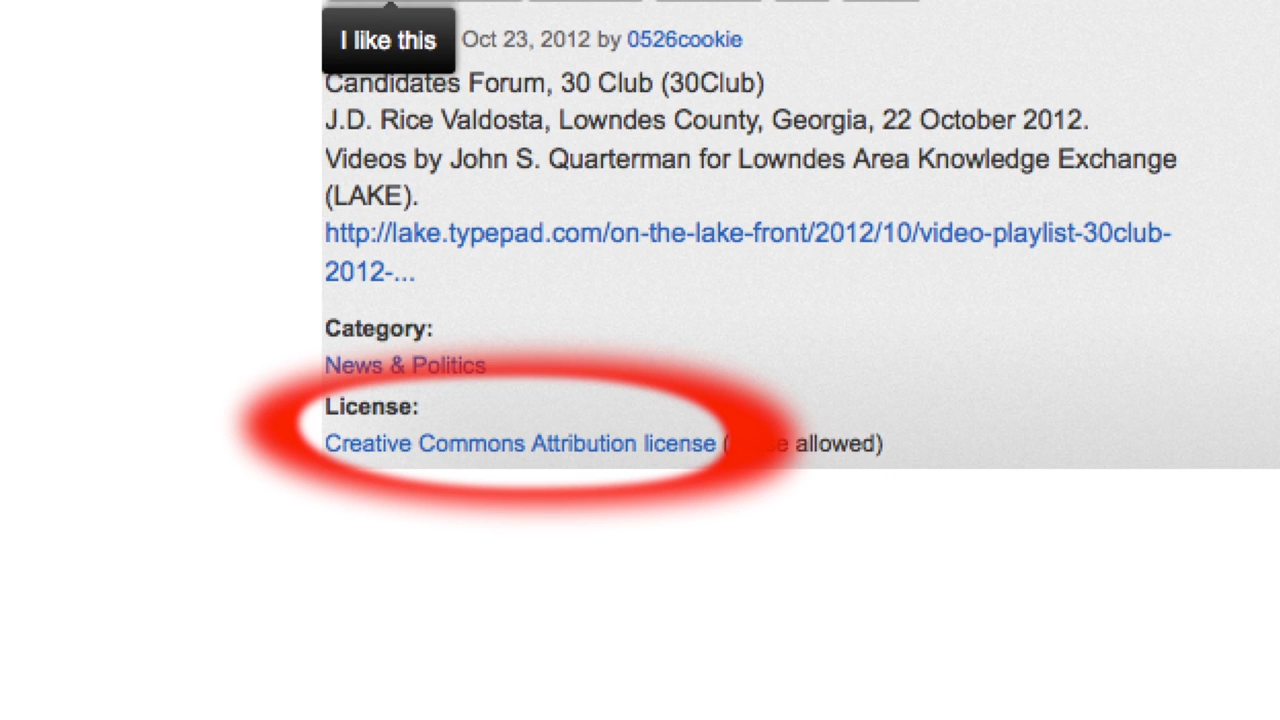 I like this Oct 23, 2012 by 0526cookie
Candidates Forum, 30 Club (30Club)
J.D. Rice Valdosta, Lowndes County, Georgia, 22 October 2012.
Videos by John S. Quarterman for Lowndes Area Knowledge Exchange
(LAKE).
http://lake.typepad.com/on-the-lake-front/2012/10/video-playlist-30club-
2012-...
Category:
News & Politics
License:
Creative Commons Attribution license ( allowed)